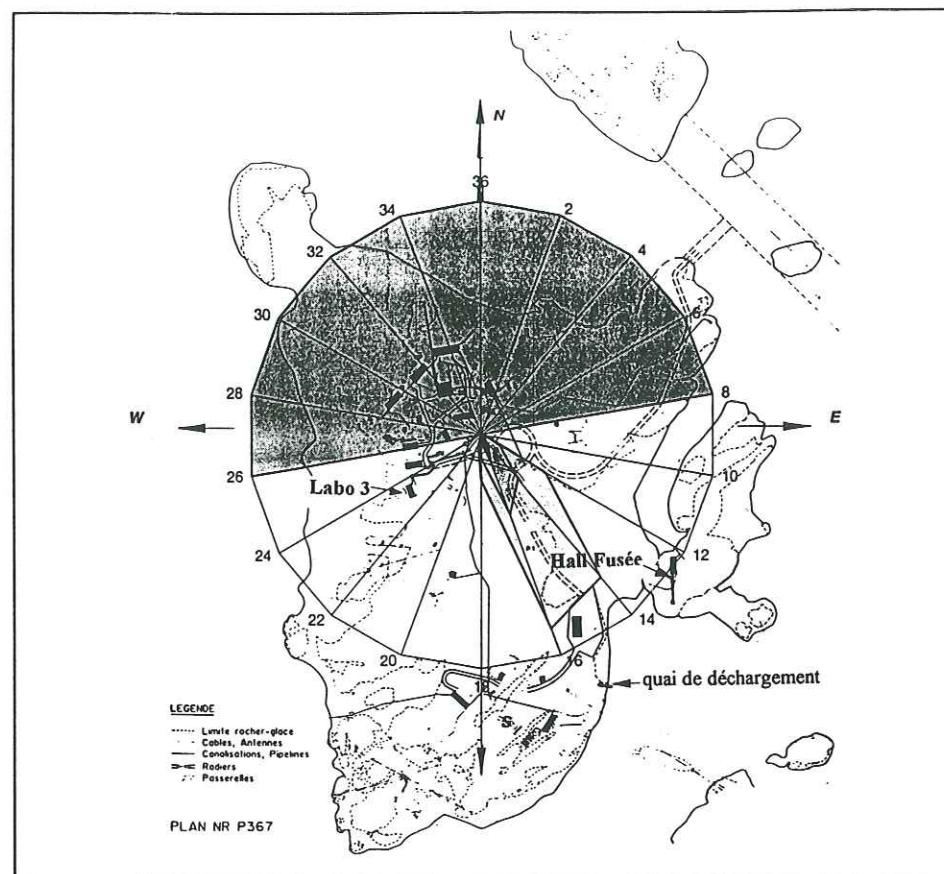 N
36
34
2
32
4
30
6
28
8
W
E
26
10
Labo 3
24
12
Hall Fusée
22
14
20
16
18
quai de déchargement
S
LEGENDE
Limite rocher-glace
Cables, Antennes
Canalisations, Pipelines
Radiers
Passerelles
PLAN NR P367